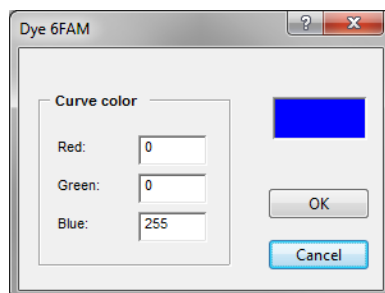 Dye 6FAM ? X
Curve color
Red: 0
Green: 0
Blue: 255
OK
Cancel